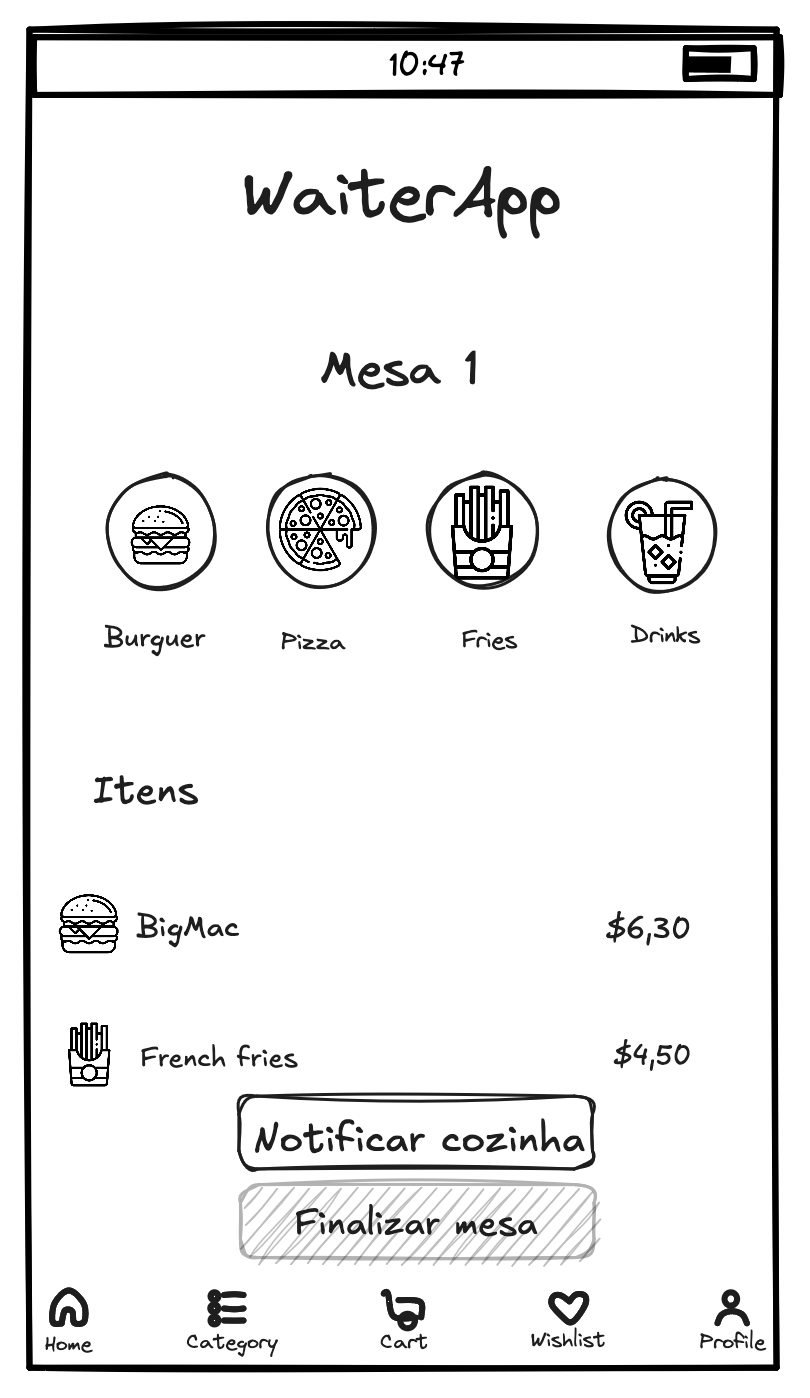 10:47
WaiterApp
Mesa 1
Burguer Pizza Fries Drinks
Itens
BigMac $6,30
French fries $4,50
Notificar cozinha
Finalizar mesa
Home Category Cart Wishlist Profile